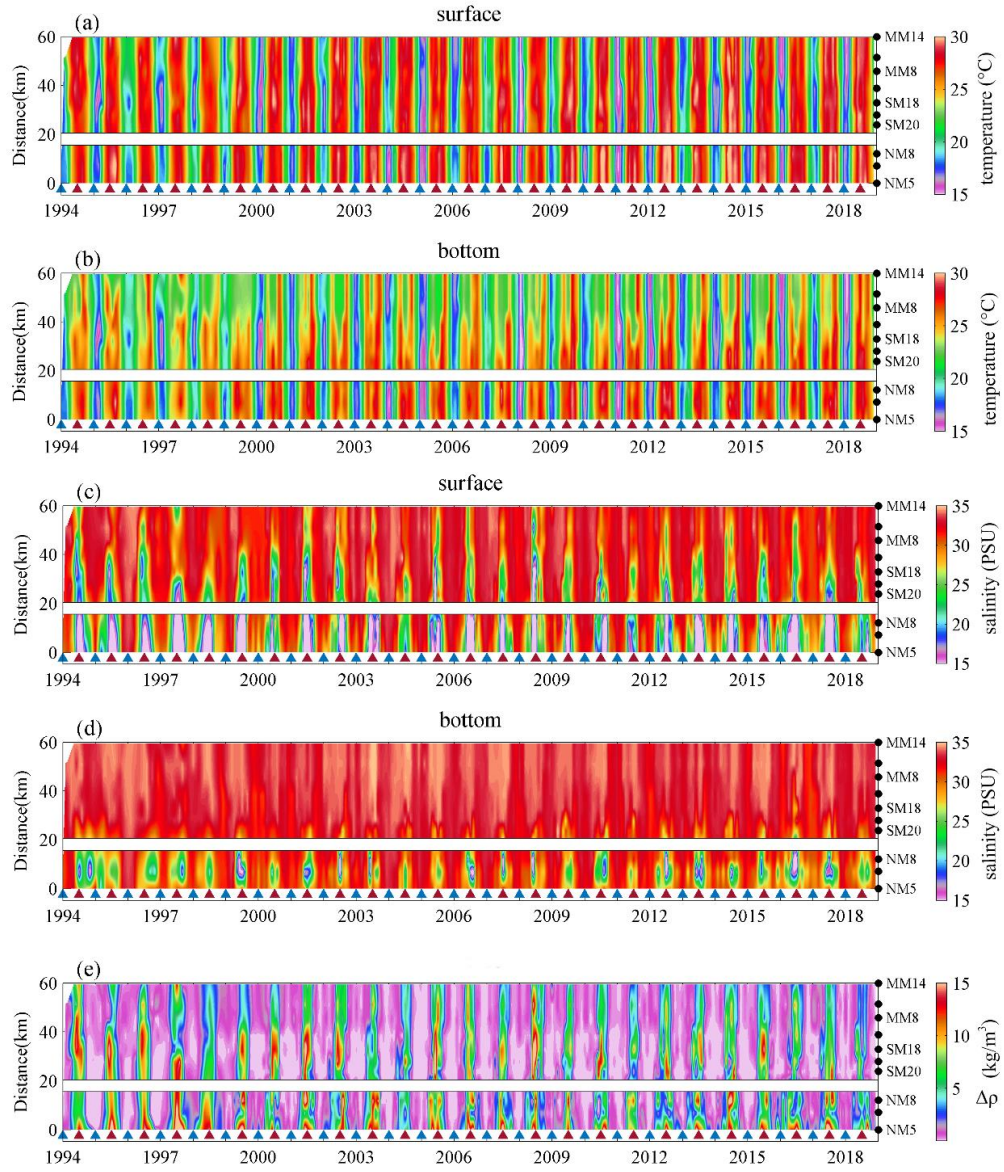 surface
(a)
60
40
20
0
Distance(km)
MM14
MM8
SM18
SM20
NM8
NM5
30
25
20
15
temperature (°C)
1994 1997 2000 2003 2006 2009 2012 2015 2018
bottom
(b)
60
40
20
0
Distance(km)
MM14
MM8
SM18
SM20
NM8
NM5
30
25
20
15
temperature (°C)
1994 1997 2000 2003 2006 2009 2012 2015 2018
surface
(c)
60
40
20
0
Distance(km)
MM14
MM8
SM18
SM20
NM8
NM5
35
30
25
20
15
salinity (PSU)
1994 1997 2000 2003 2006 2009 2012 2015 2018
bottom
(d)
60
40
20
0
Distance(km)
MM14
MM8
SM18
SM20
NM8
NM5
35
30
25
20
15
salinity (PSU)
1994 1997 2000 2003 2006 2009 2012 2015 2018
(e)
60
40
20
0
Distance(km)
MM14
MM8
SM18
SM20
NM8
NM5
15
10
5
Δρ (kg/m³)
1994 1997 2000 2003 2006 2009 2012 2015 2018